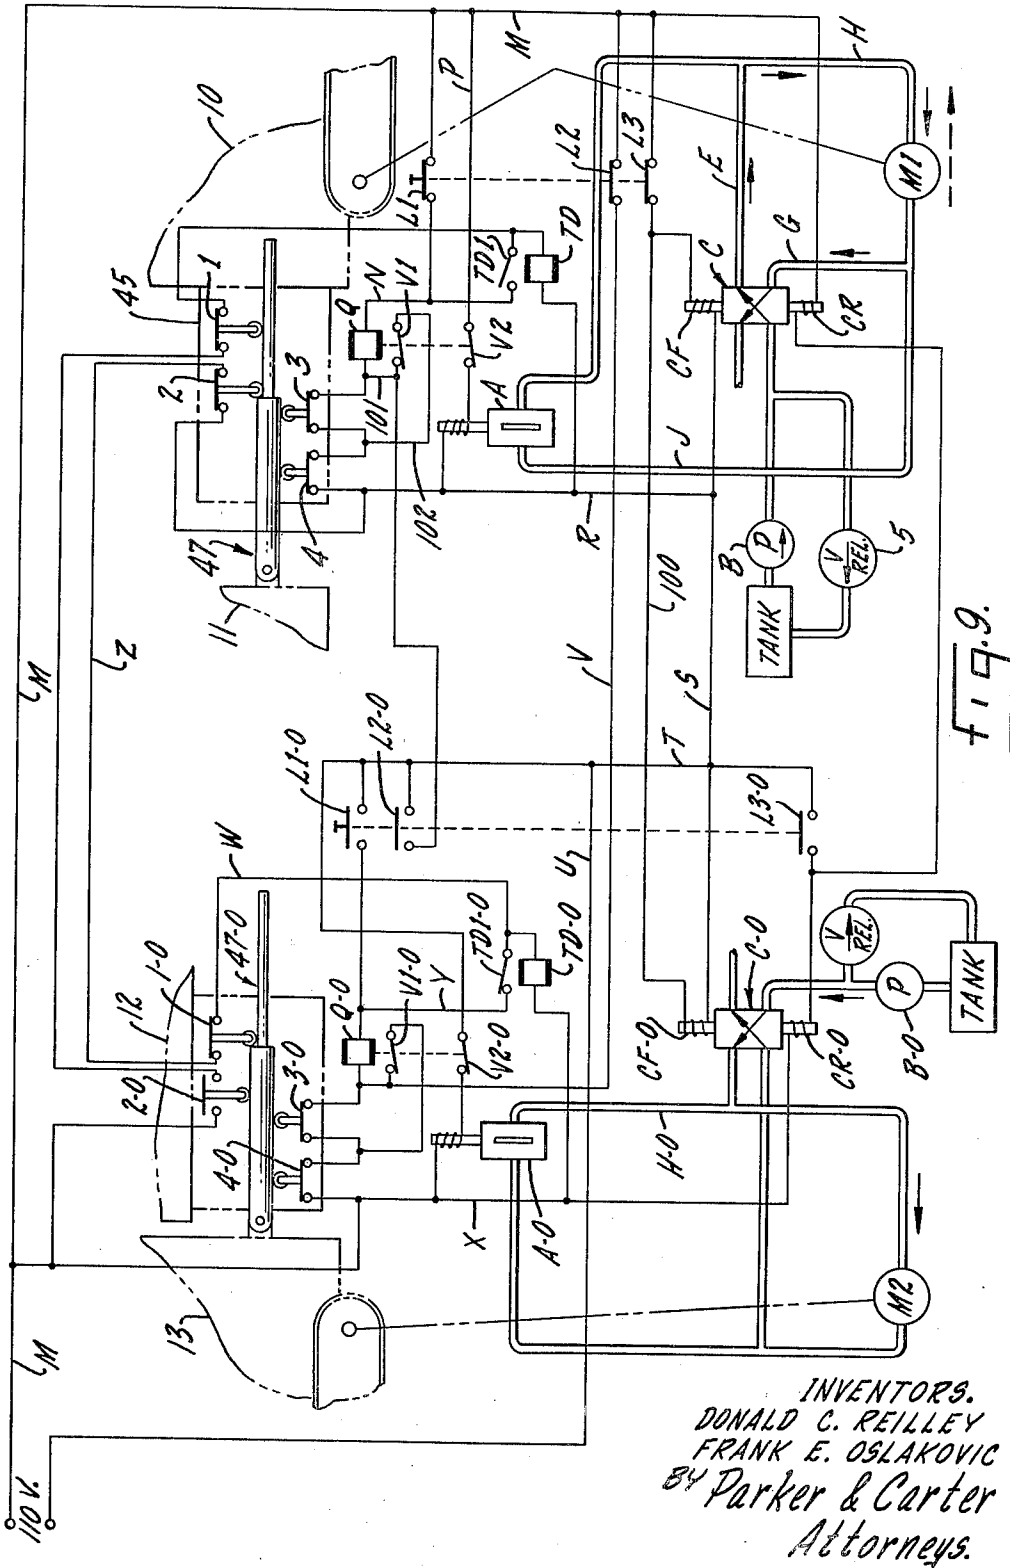 110 V.
M
M
Z
M
P
H
10
45
1
2
3
4
47
11
101
102
Q
N
V1
V2
TD1
TD
A
L1
L2
L3
E
C
G
CF
CR
M1
J
R
B
P
V
REL.
5
TANK
100
V
S
T
U
L1-0
L2-0
L3-0
W
47-0
1-0
12
2-0
3-0
4-0
13
Q-0
V1-0
Y
TD1-0
TD-0
V2-0
X
A-0
H-0
M2
CF-0
C-0
CR-0
B-0
P
V
REL.
TANK
Fig. 9.
INVENTORS.
DONALD C. REILLEY
FRANK E. OSLAKOVIC
BY Parker & Carter
Attorneys.